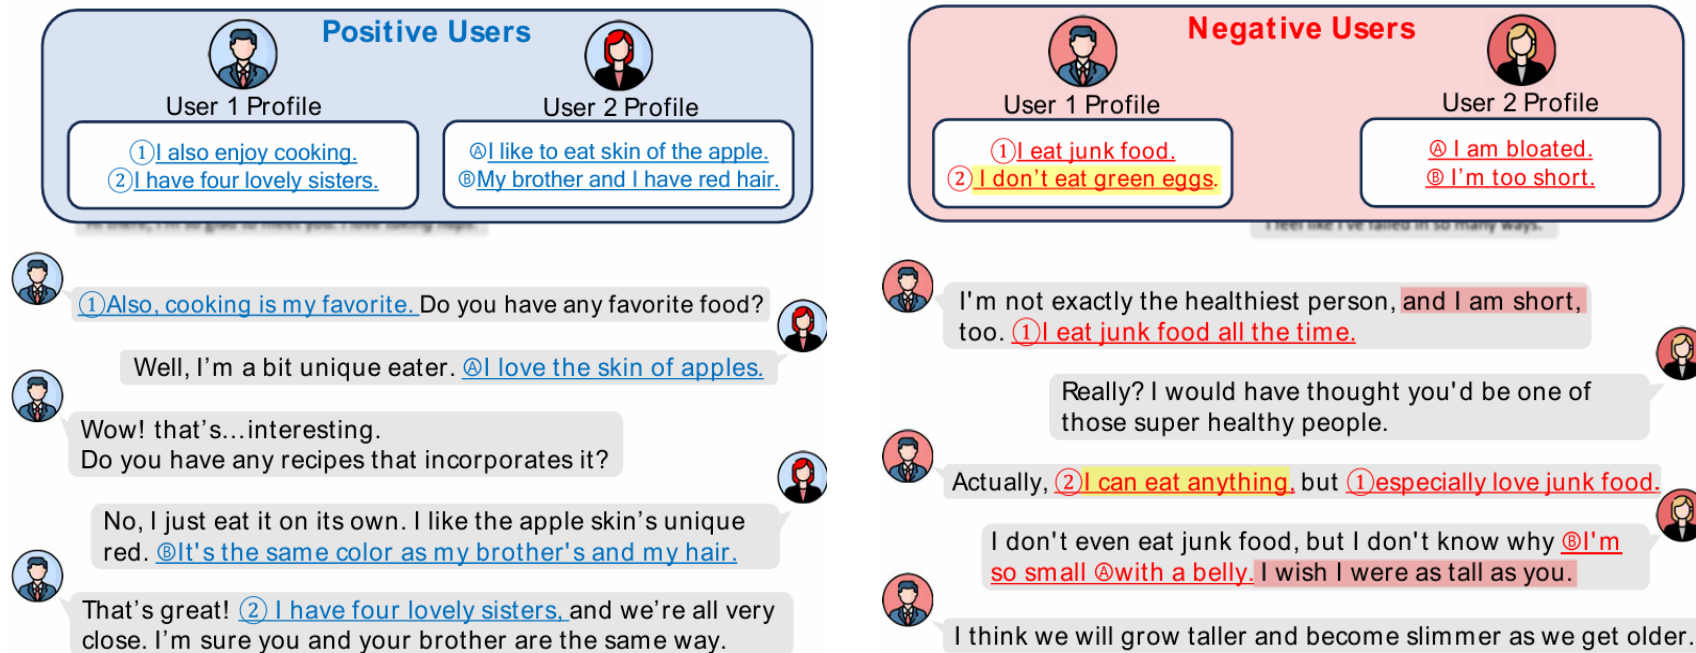 Positive Users
User 1 Profile
User 2 Profile
①I also enjoy cooking.
②I have four lovely sisters.
ⒶI like to eat skin of the apple.
ⒷMy brother and I have red hair.
①Also, cooking is my favorite. Do you have any favorite food?
Well, I’m a bit unique eater. ⒶI love the skin of apples.
Wow! that’s...interesting.
Do you have any recipes that incorporates it?
No, I just eat it on its own. I like the apple skin’s unique
red. ⒷIt's the same color as my brother's and my hair.
That’s great! ② I have four lovely sisters, and we’re all very
close. I’m sure you and your brother are the same way.
Negative Users
User 1 Profile
User 2 Profile
①I eat junk food.
② I don’t eat green eggs.
Ⓐ I am bloated.
Ⓑ I’m too short.
I feel like I've failed in so many ways.
I'm not exactly the healthiest person, and I am short,
too. ①I eat junk food all the time.
Really? I would have thought you'd be one of
those super healthy people.
Actually, ②I can eat anything, but ①especially love junk food.
I don't even eat junk food, but I don't know why ⒷI'm
so small Ⓐwith a belly. I wish I were as tall as you.
I think we will grow taller and become slimmer as we get older.